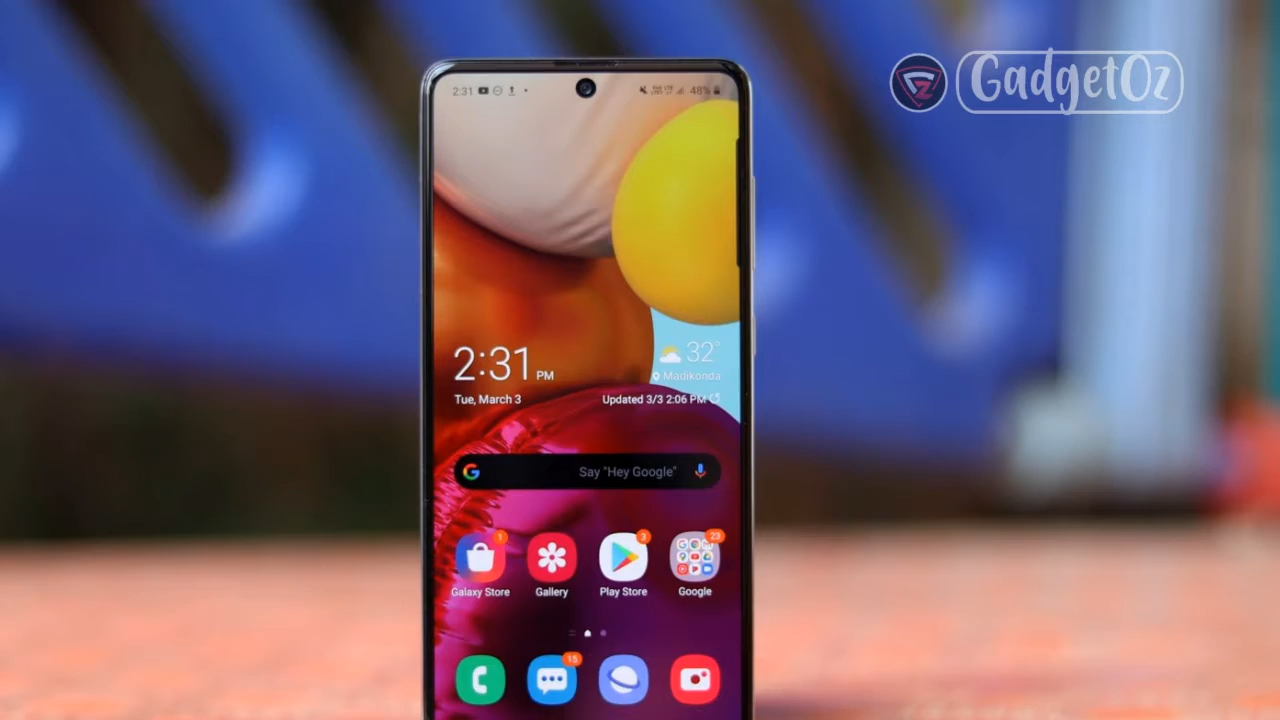 GadgetOz
2:31
48%
2:31 PM
32°
Madikonda
Tue, March 3
Updated 3/3 2:06 PM
Say "Hey Google"
1
3
23
Galaxy Store
Gallery
Play Store
Google
15